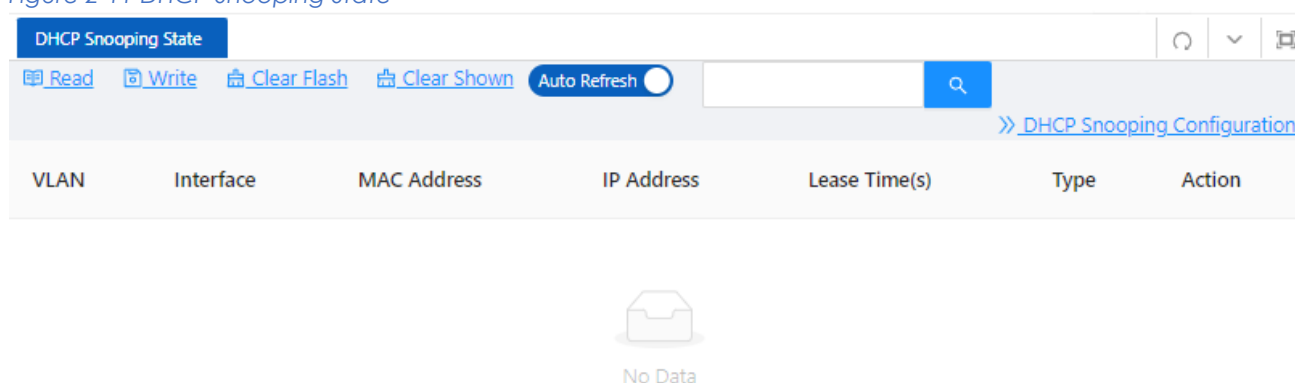 DHCP Snooping State
Read Write Clear Flash Clear Shown Auto Refresh
» DHCP Snooping Configuration
VLAN Interface MAC Address IP Address Lease Time(s) Type Action
No Data